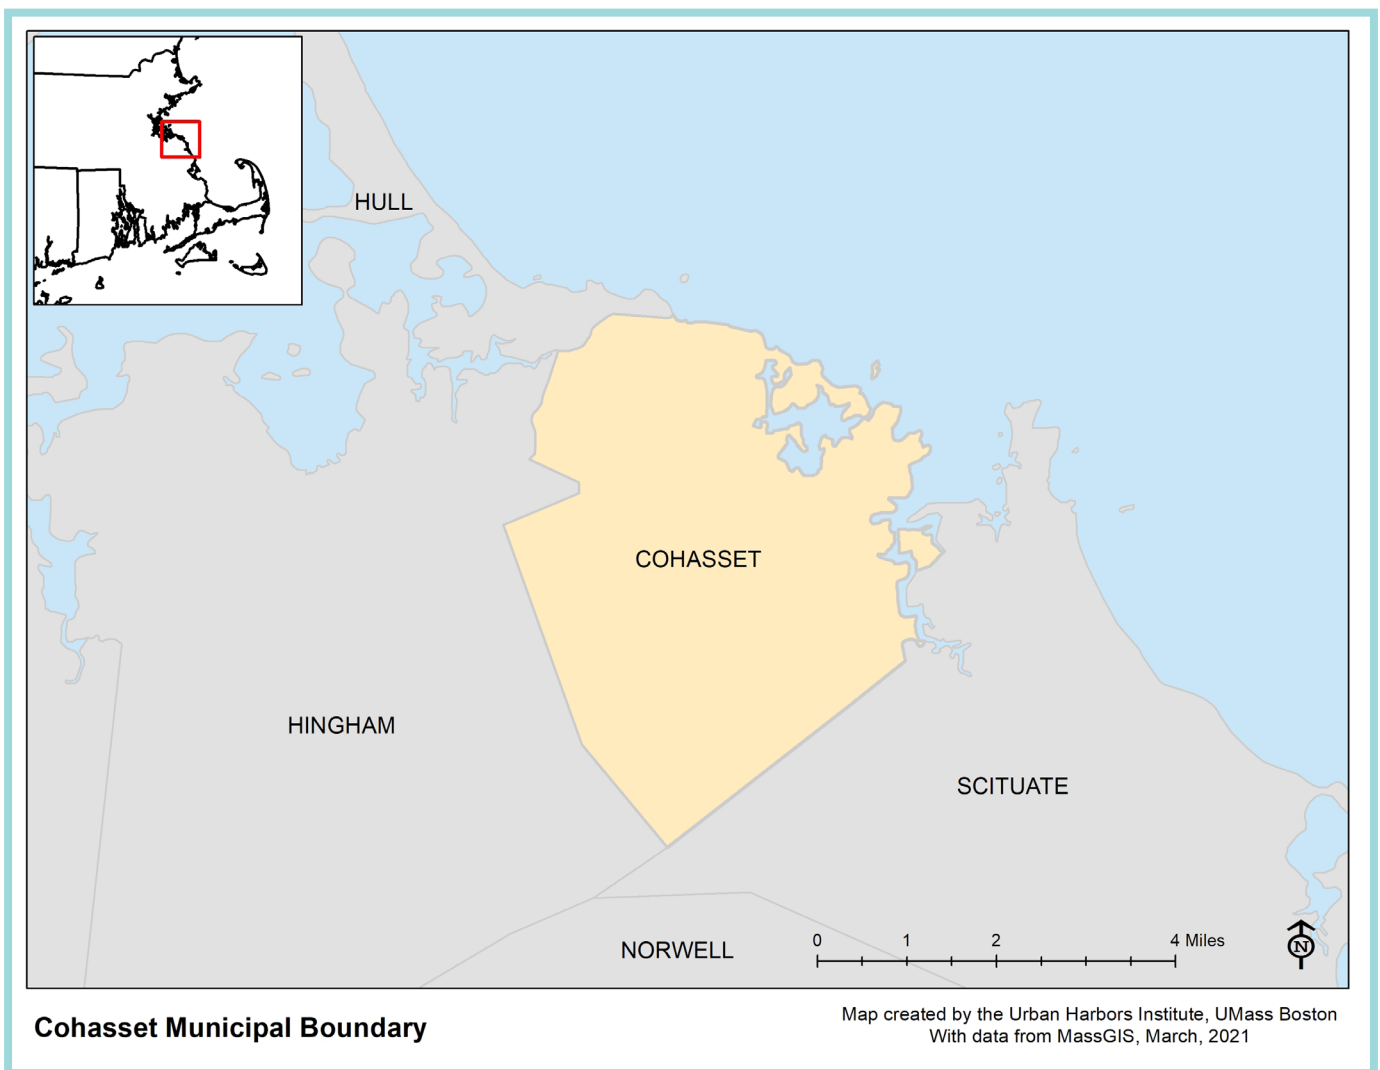 HULL
COHASSET
HINGHAM
SCITUATE
NORWELL
0 1 2 4 Miles
N
Cohasset Municipal Boundary
Map created by the Urban Harbors Institute, UMass Boston
With data from MassGIS, March, 2021